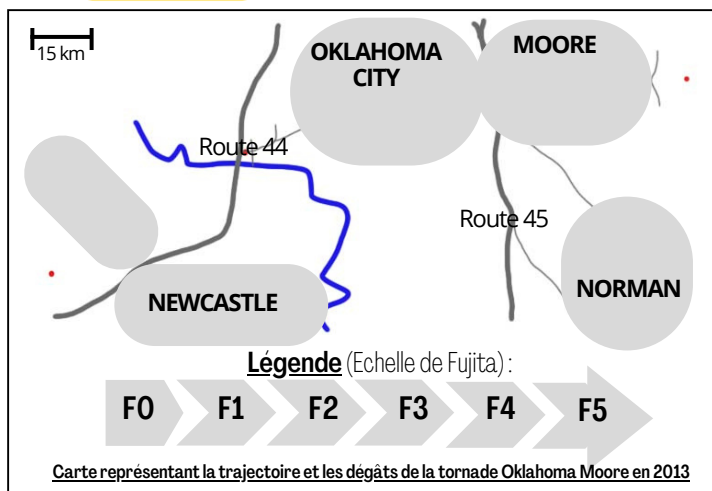 15 km
OKLAHOMA
CITY
MOORE
Route 44
Route 45
NEWCASTLE
NORMAN
Légende (Echelle de Fujita) :
F0 F1 F2 F3 F4 F5
Carte représentant la trajectoire et les dégâts de la tornade Oklahoma Moore en 2013